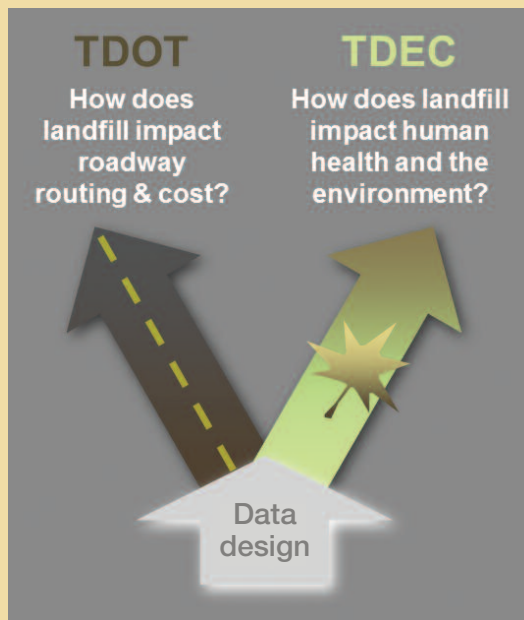 TDOT
How does
landfill impact
roadway
routing & cost?
TDEC
How does landfill
impact human
health and the
environment?
Data
design